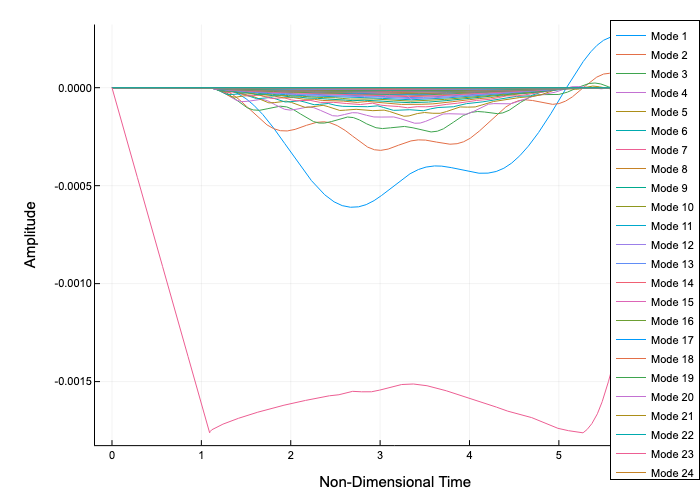 0.0000
-0.0005
-0.0010
-0.0015
Amplitude
0
1
2
3
4
5
Non-Dimensional Time
Mode 1
Mode 2
Mode 3
Mode 4
Mode 5
Mode 6
Mode 7
Mode 8
Mode 9
Mode 10
Mode 11
Mode 12
Mode 13
Mode 14
Mode 15
Mode 16
Mode 17
Mode 18
Mode 19
Mode 20
Mode 21
Mode 22
Mode 23
Mode 24